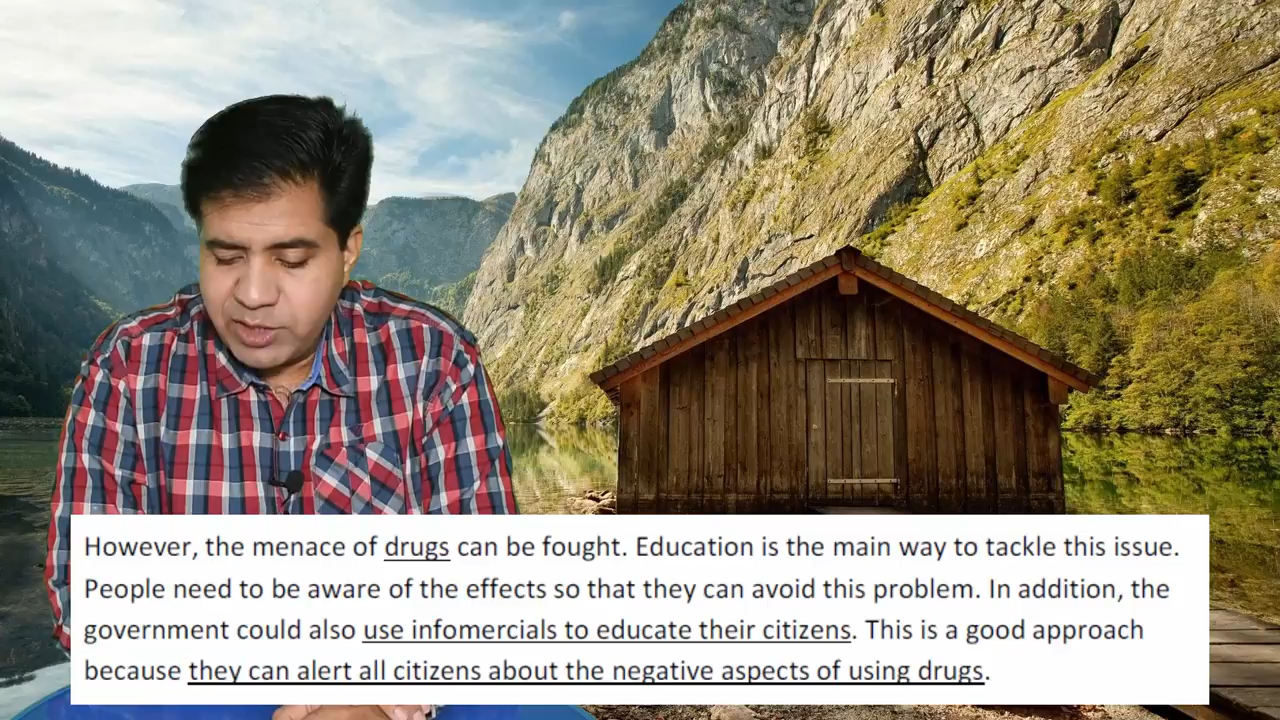 However, the menace of drugs can be fought. Education is the main way to tackle this issue.
People need to be aware of the effects so that they can avoid this problem. In addition, the
government could also use infomercials to educate their citizens. This is a good approach
because they can alert all citizens about the negative aspects of using drugs.